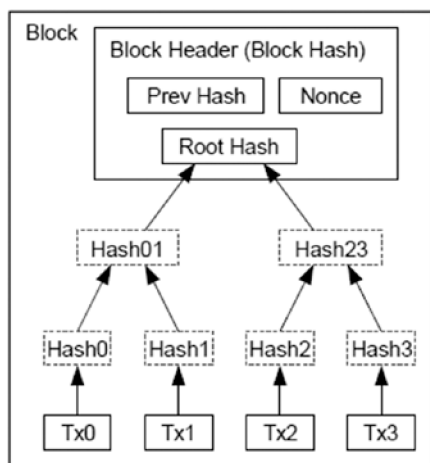 Block
Block Header (Block Hash)
Prev Hash
Nonce
Root Hash
Hash01
Hash23
Hash0
Hash1
Hash2
Hash3
Tx0
Tx1
Tx2
Tx3